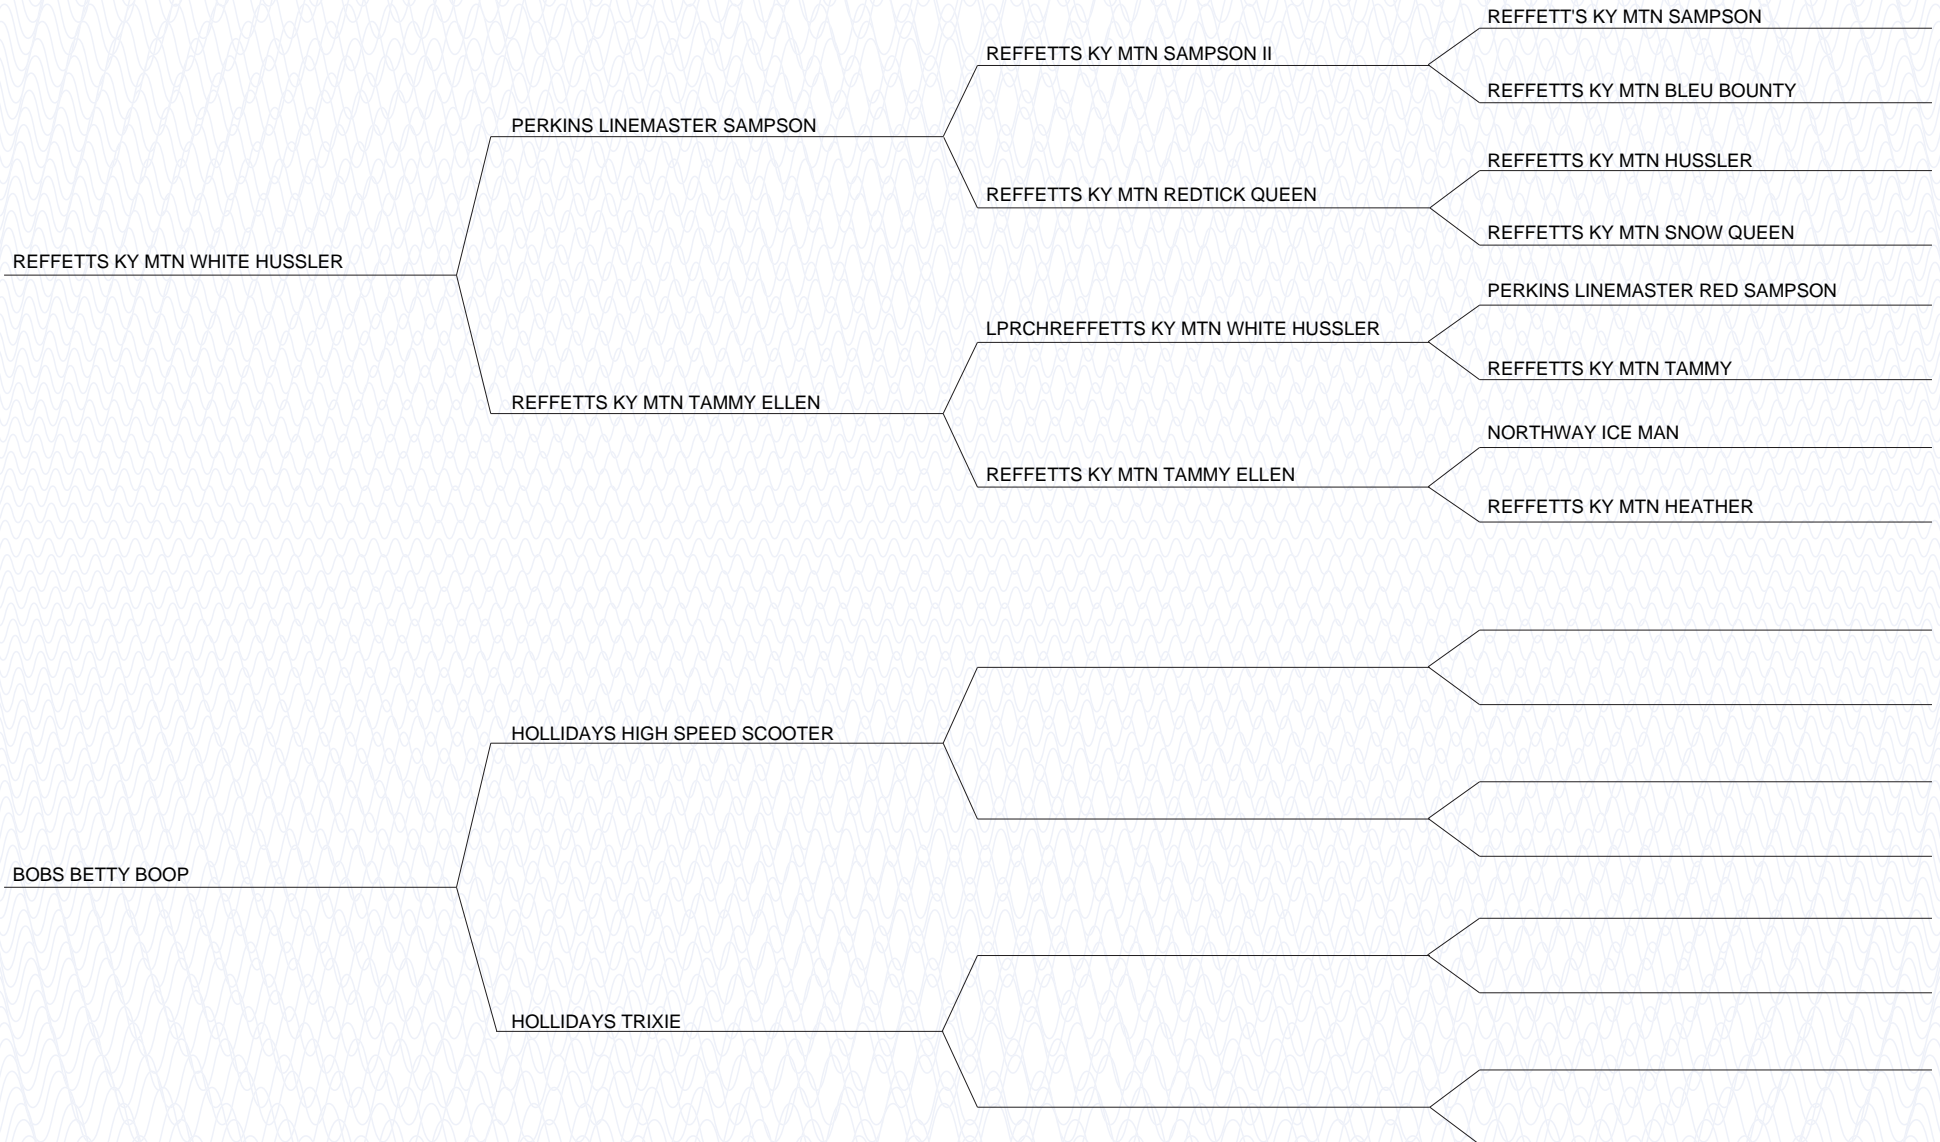 REFFETT'S KY MTN SAMPSON
REFFETTS KY MTN SAMPSON II
REFFETTS KY MTN BLEU BOUNTY
PERKINS LINEMASTER SAMPSON
REFFETTS KY MTN HUSSLER
REFFETTS KY MTN REDTICK QUEEN
REFFETTS KY MTN SNOW QUEEN
REFFETTS KY MTN WHITE HUSSLER
PERKINS LINEMASTER RED SAMPSON
LPRCHREFFETTS KY MTN WHITE HUSSLER
REFFETTS KY MTN TAMMY
REFFETTS KY MTN TAMMY ELLEN
NORTHWAY ICE MAN
REFFETTS KY MTN TAMMY ELLEN
REFFETTS KY MTN HEATHER
HOLLIDAYS HIGH SPEED SCOOTER
BOBS BETTY BOOP
HOLLIDAYS TRIXIE